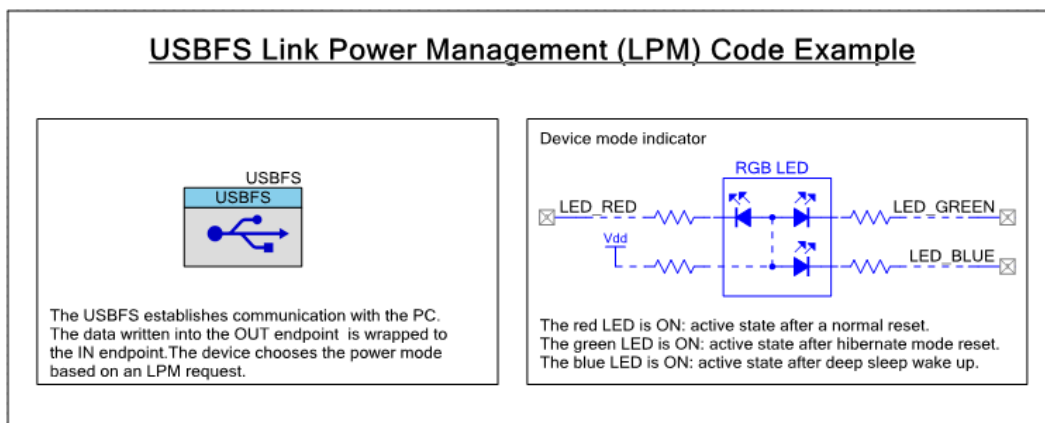 USBFS Link Power Management (LPM) Code Example
USBFS
USBFS
The USBFS establishes communication with the PC.
The data written into the OUT endpoint is wrapped to
the IN endpoint.The device chooses the power mode
based on an LPM request.
Device mode indicator
RGB LED
LED_RED
LED_GREEN
Vdd
LED_BLUE
The red LED is ON: active state after a normal reset.
The green LED is ON: active state after hibernate mode reset.
The blue LED is ON: active state after deep sleep wake up.